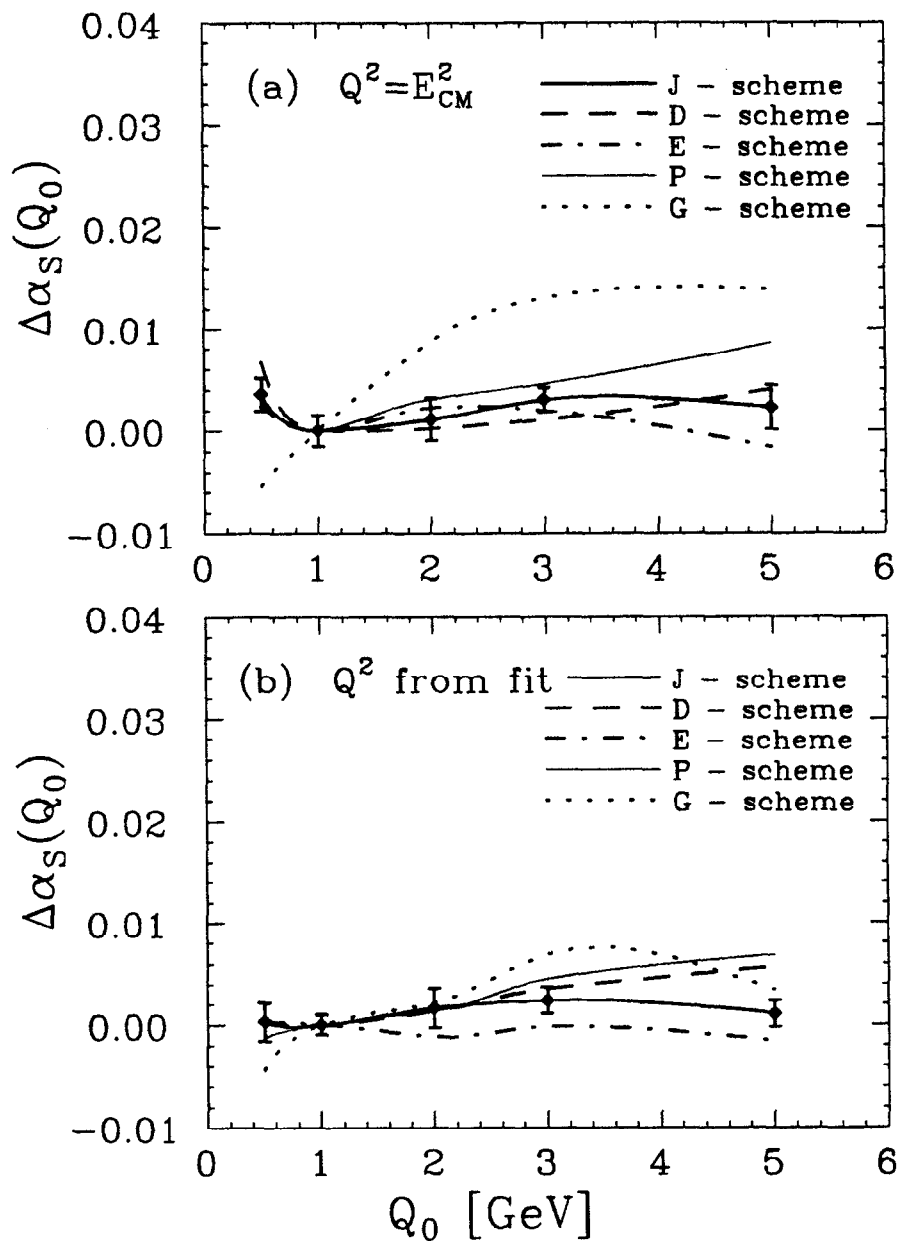 0.04
(a) Q²=E²CM
J – scheme
D – scheme
E – scheme
P – scheme
G – scheme
0.03
0.02
0.01
0.00
−0.01
ΔαS(Q0)
0 1 2 3 4 5 6
0.04
(b) Q² from fit
J – scheme
D – scheme
E – scheme
P – scheme
G – scheme
0.03
0.02
0.01
0.00
−0.01
ΔαS(Q0)
0 1 2 3 4 5 6
Q0 [GeV]